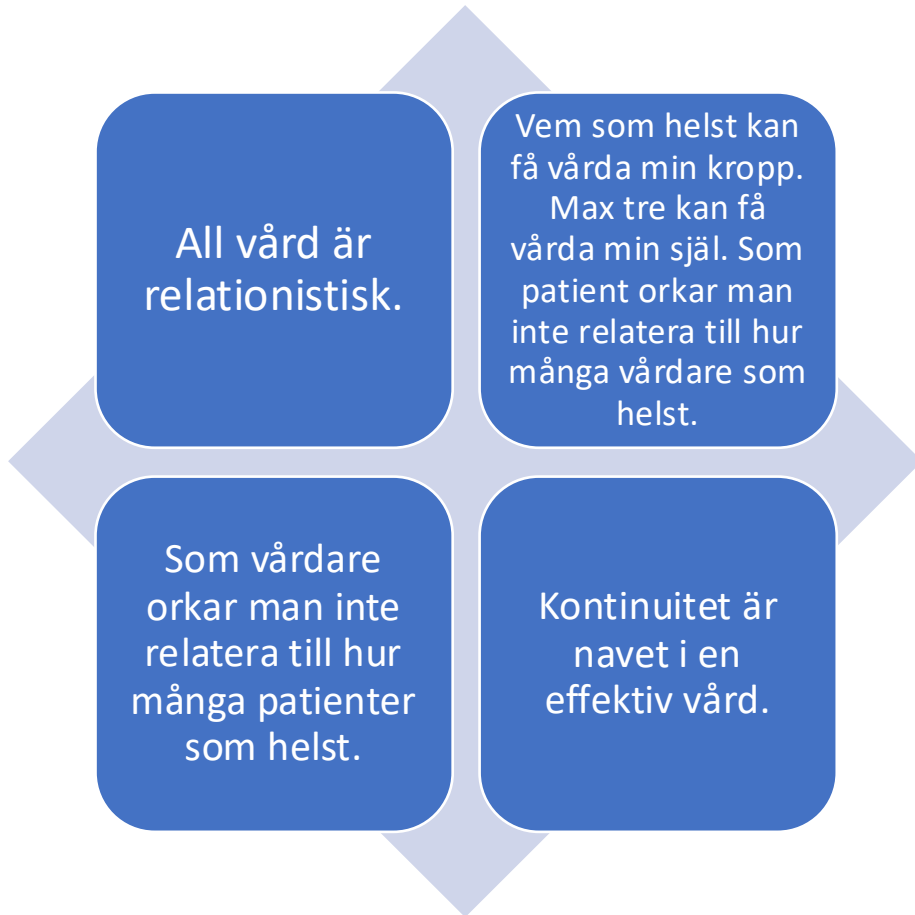 All vård är
relationistisk.
Vem som helst kan
få vårda min kropp.
Max tre kan få
vårda min själ. Som
patient orkar man
inte relatera till hur
många vårdare som
helst.
Som vårdare
orkar man inte
relatera till hur
många patienter
som helst.
Kontinuitet är
navet i en
effektiv vård.